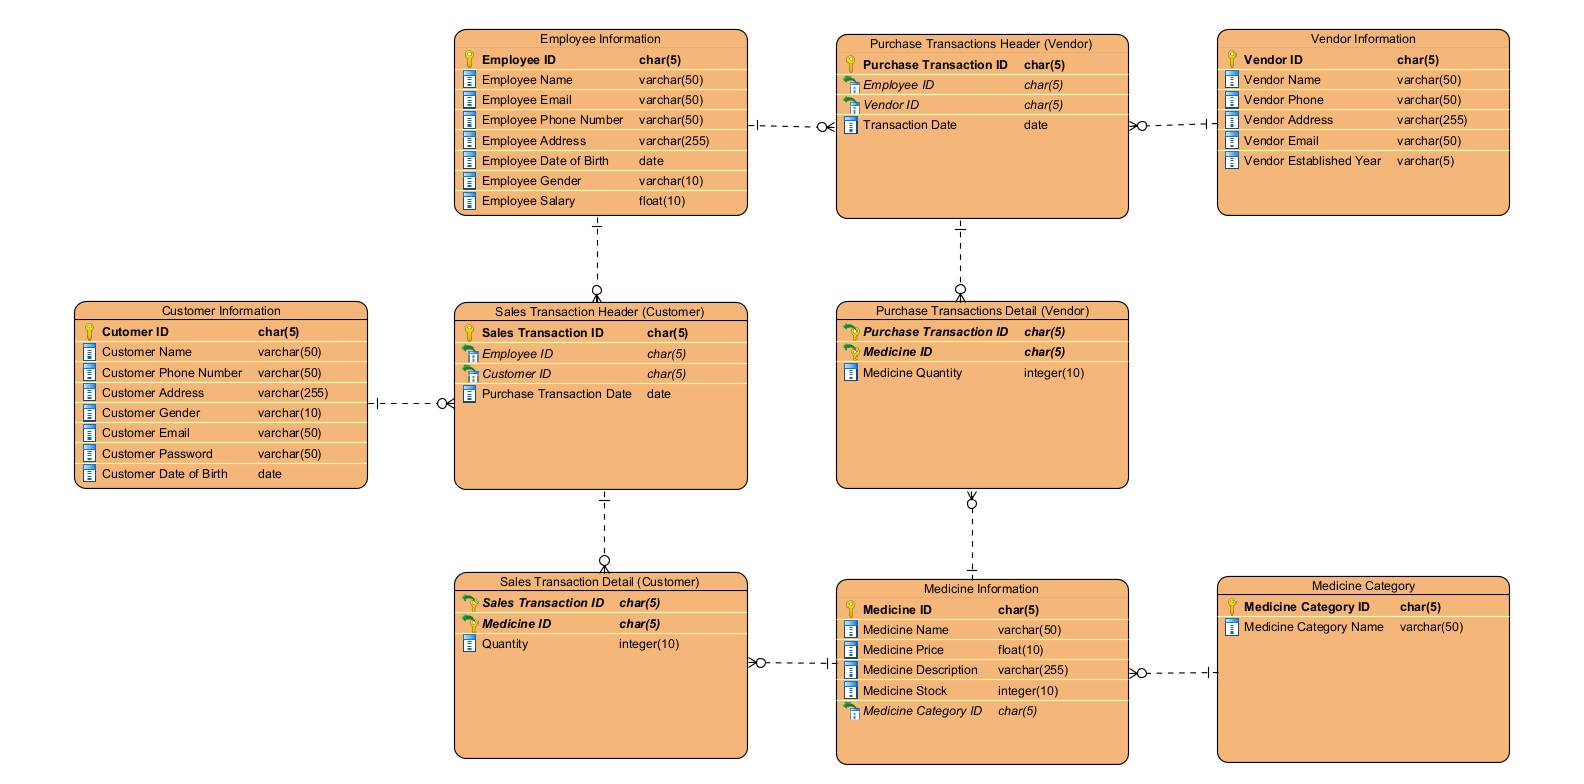 Employee Information
Employee ID char(5)
Employee Name varchar(50)
Employee Email varchar(50)
Employee Phone Number varchar(50)
Employee Address varchar(255)
Employee Date of Birth date
Employee Gender varchar(10)
Employee Salary float(10)
Purchase Transactions Header (Vendor)
Purchase Transaction ID char(5)
Employee ID char(5)
Vendor ID char(5)
Transaction Date date
Vendor Information
Vendor ID char(5)
Vendor Name varchar(50)
Vendor Phone varchar(50)
Vendor Address varchar(255)
Vendor Email varchar(50)
Vendor Established Year varchar(5)
Customer Information
Cutomer ID char(5)
Customer Name varchar(50)
Customer Phone Number varchar(50)
Customer Address varchar(255)
Customer Gender varchar(10)
Customer Email varchar(50)
Customer Password varchar(50)
Customer Date of Birth date
Sales Transaction Header (Customer)
Sales Transaction ID char(5)
Employee ID char(5)
Customer ID char(5)
Purchase Transaction Date date
Purchase Transactions Detail (Vendor)
Purchase Transaction ID char(5)
Medicine ID char(5)
Medicine Quantity integer(10)
Sales Transaction Detail (Customer)
Sales Transaction ID char(5)
Medicine ID char(5)
Quantity integer(10)
Medicine Information
Medicine ID char(5)
Medicine Name varchar(50)
Medicine Price float(10)
Medicine Description varchar(255)
Medicine Stock integer(10)
Medicine Category ID char(5)
Medicine Category
Medicine Category ID char(5)
Medicine Category Name varchar(50)